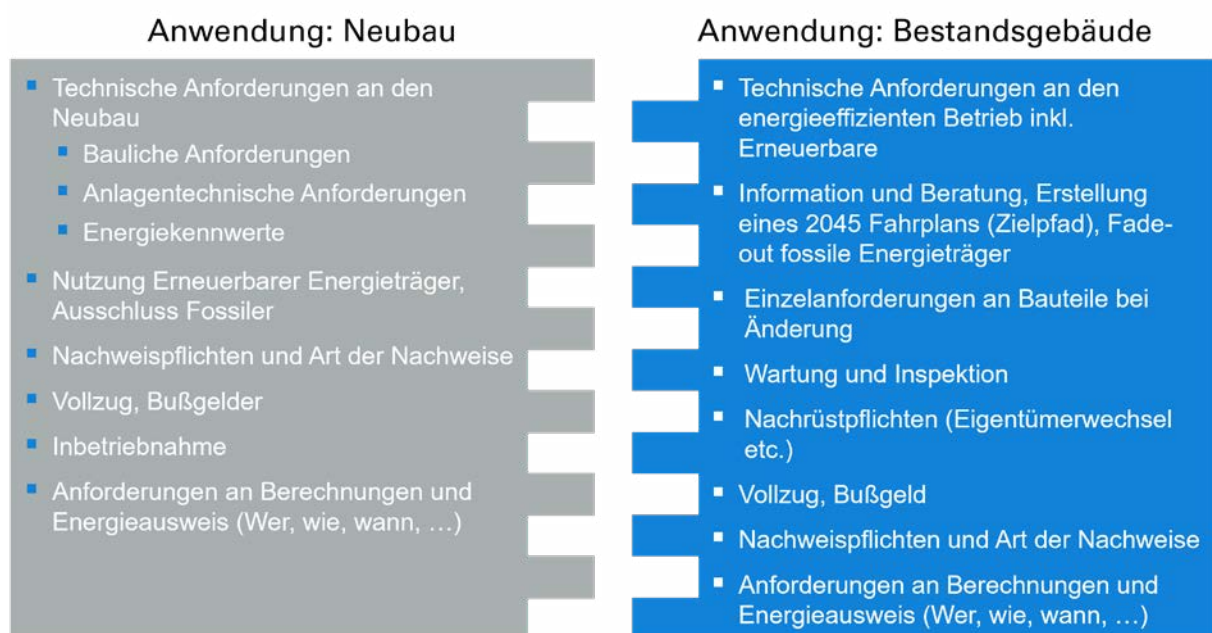 Anwendung: Neubau
Technische Anforderungen an den
Neubau
Bauliche Anforderungen
Anlagentechnische Anforderungen
Energiekennwerte
Nutzung Erneuerbarer Energieträger,
Ausschluss Fossiler
Nachweispflichten und Art der Nachweise
Vollzug, Bußgelder
Inbetriebnahme
Anforderungen an Berechnungen und
Energieausweis (Wer, wie, wann, …)
Anwendung: Bestandsgebäude
Technische Anforderungen an den
energieeffizienten Betrieb inkl.
Erneuerbare
Information und Beratung, Erstellung
eines 2045 Fahrplans (Zielpfad), Fade-
out fossile Energieträger
Einzelanforderungen an Bauteile bei
Änderung
Wartung und Inspektion
Nachrüstpflichten (Eigentümerwechsel
etc.)
Vollzug, Bußgeld
Nachweispflichten und Art der Nachweise
Anforderungen an Berechnungen und
Energieausweis (Wer, wie, wann, …)